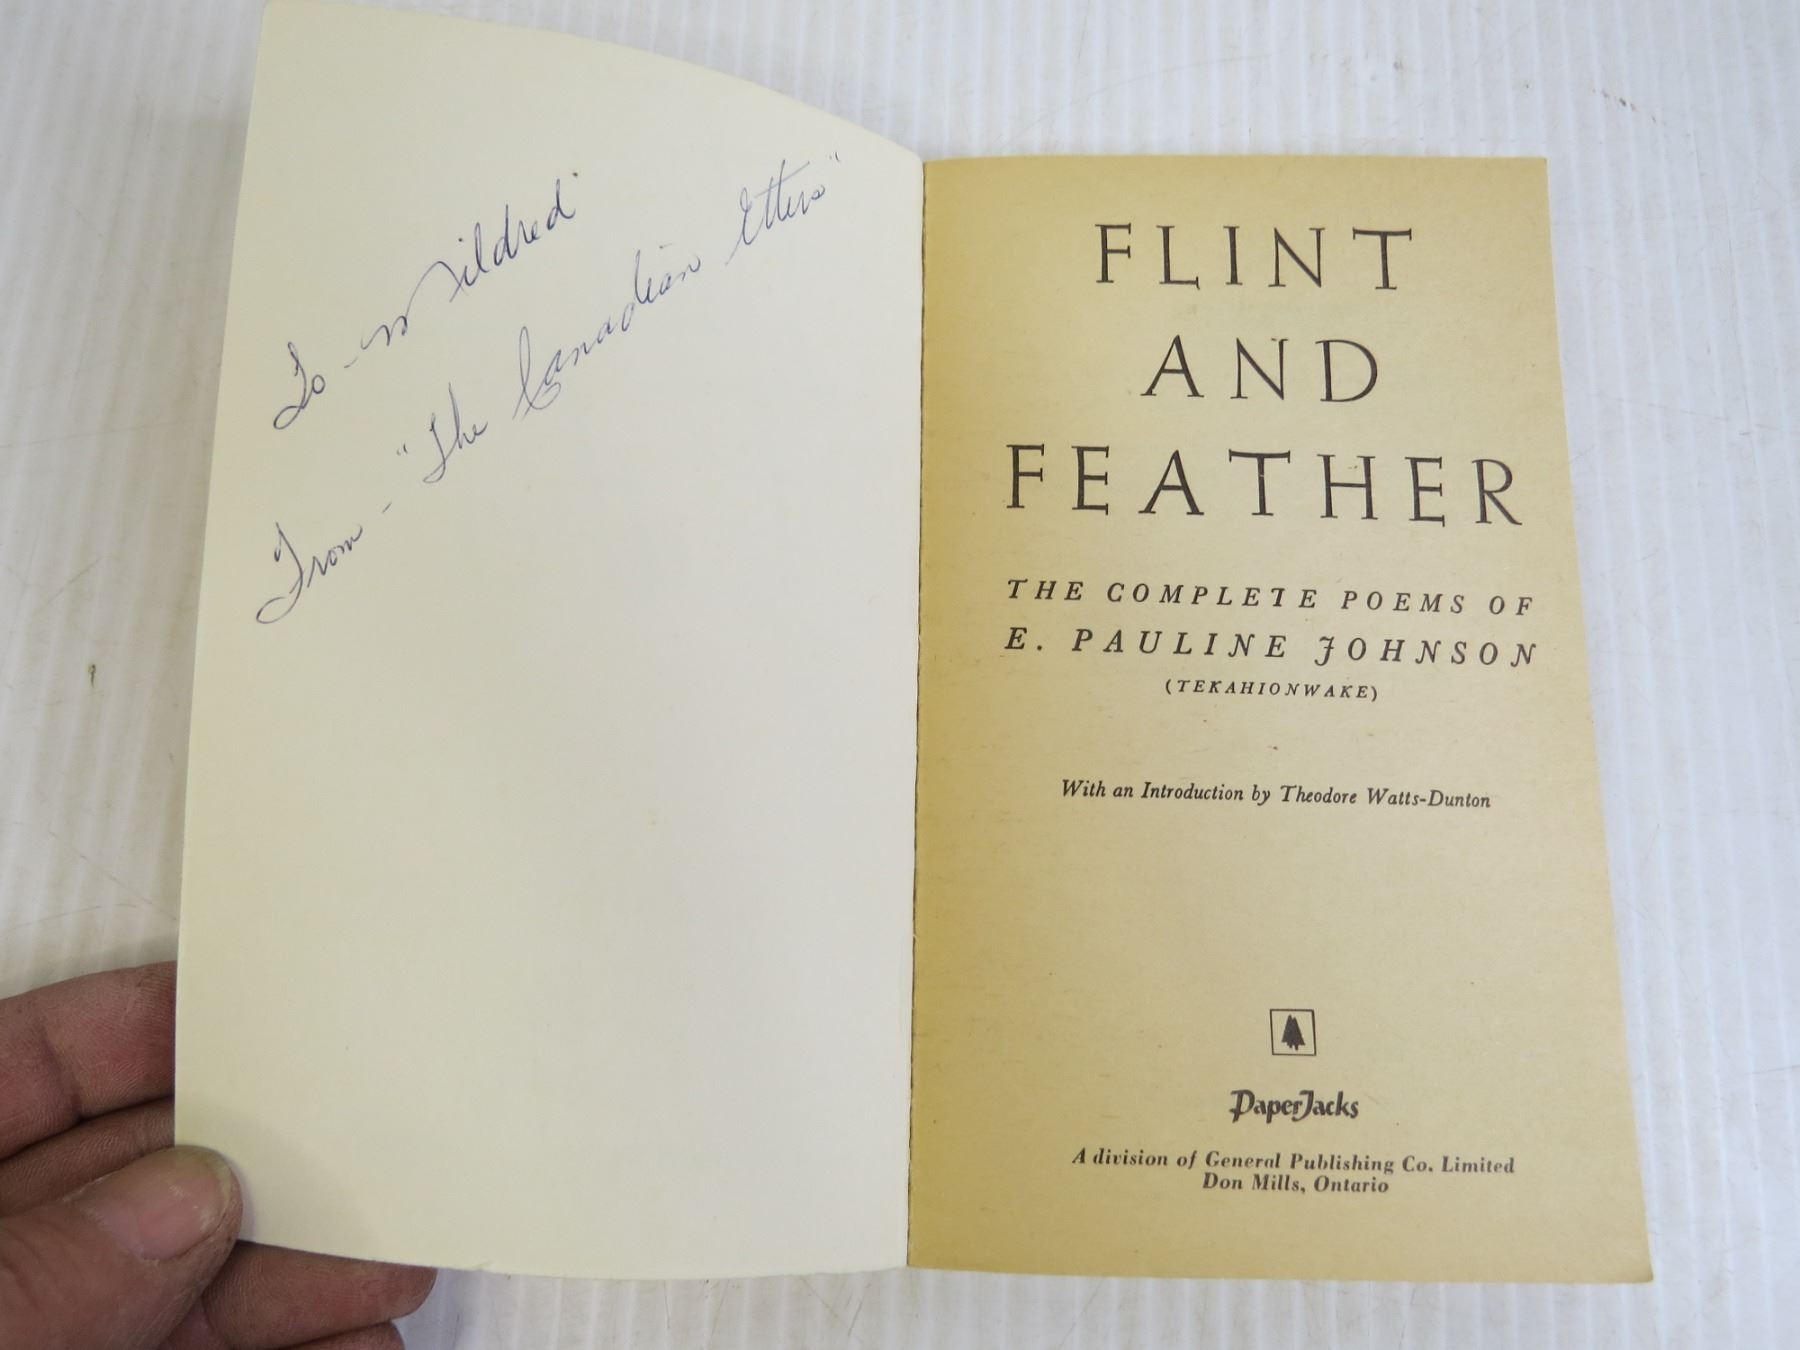 To - Mildred
From - "The Canadian Etters"
FLINT
AND
FEATHER
THE COMPLETE POEMS OF
E. PAULINE JOHNSON
(TEKAHIONWAKE)
With an Introduction by Theodore Watts-Dunton
PaperJacks
A division of General Publishing Co. Limited
Don Mills, Ontario